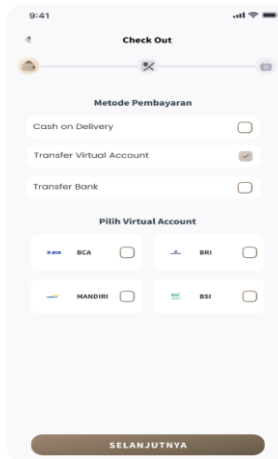 9:41
Check Out
Metode Pembayaran
Cash on Delivery
Transfer Virtual Account
Transfer Bank
Pilih Virtual Account
BCA BRI
MANDIRI BSI
SELANJUTNYA